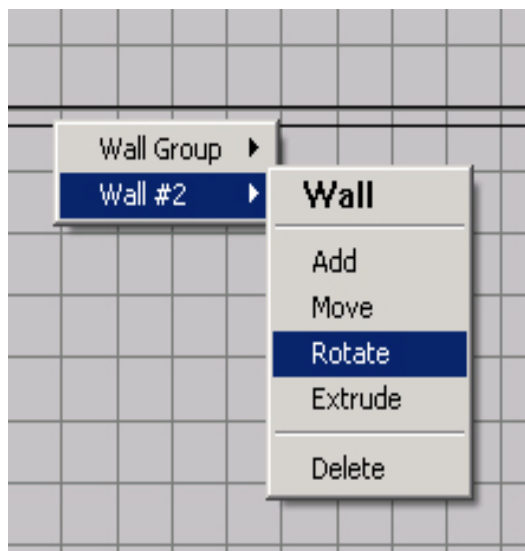 Wall Group
Wall #2
Wall
Add
Move
Rotate
Extrude
Delete